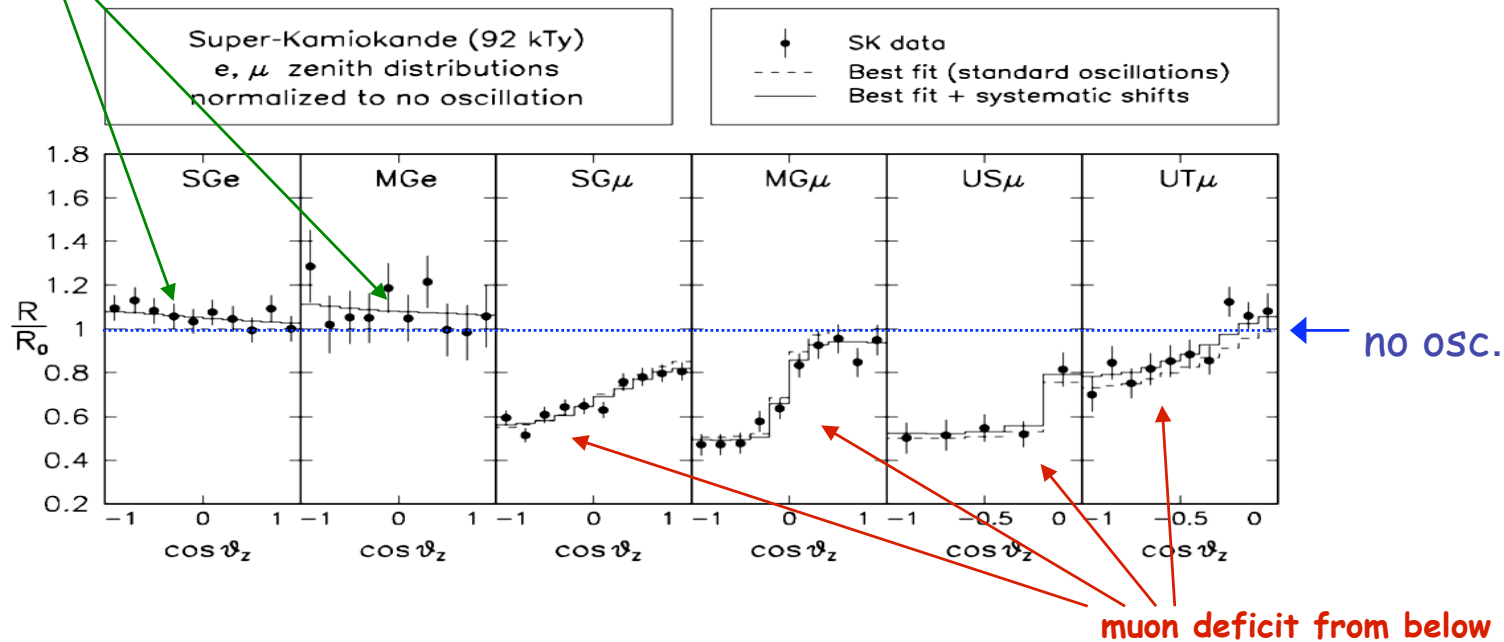 Super-Kamiokande (92 kTy)
e, μ zenith distributions
normalized to no oscillation
SK data
Best fit (standard oscillations)
Best fit + systematic shifts
1.8
1.6
1.4
1.2
1
0.8
0.6
0.4
0.2
R
R₀
SGe
MGe
SGμ
MGμ
USμ
UTμ
no osc.
−1 0 1
−1 0 1
−1 0 1
−1 0 1
−1 −0.5 0
−1 −0.5 0
cos ϑz
cos ϑz
cos ϑz
cos ϑz
cos ϑz
cos ϑz
muon deficit from below